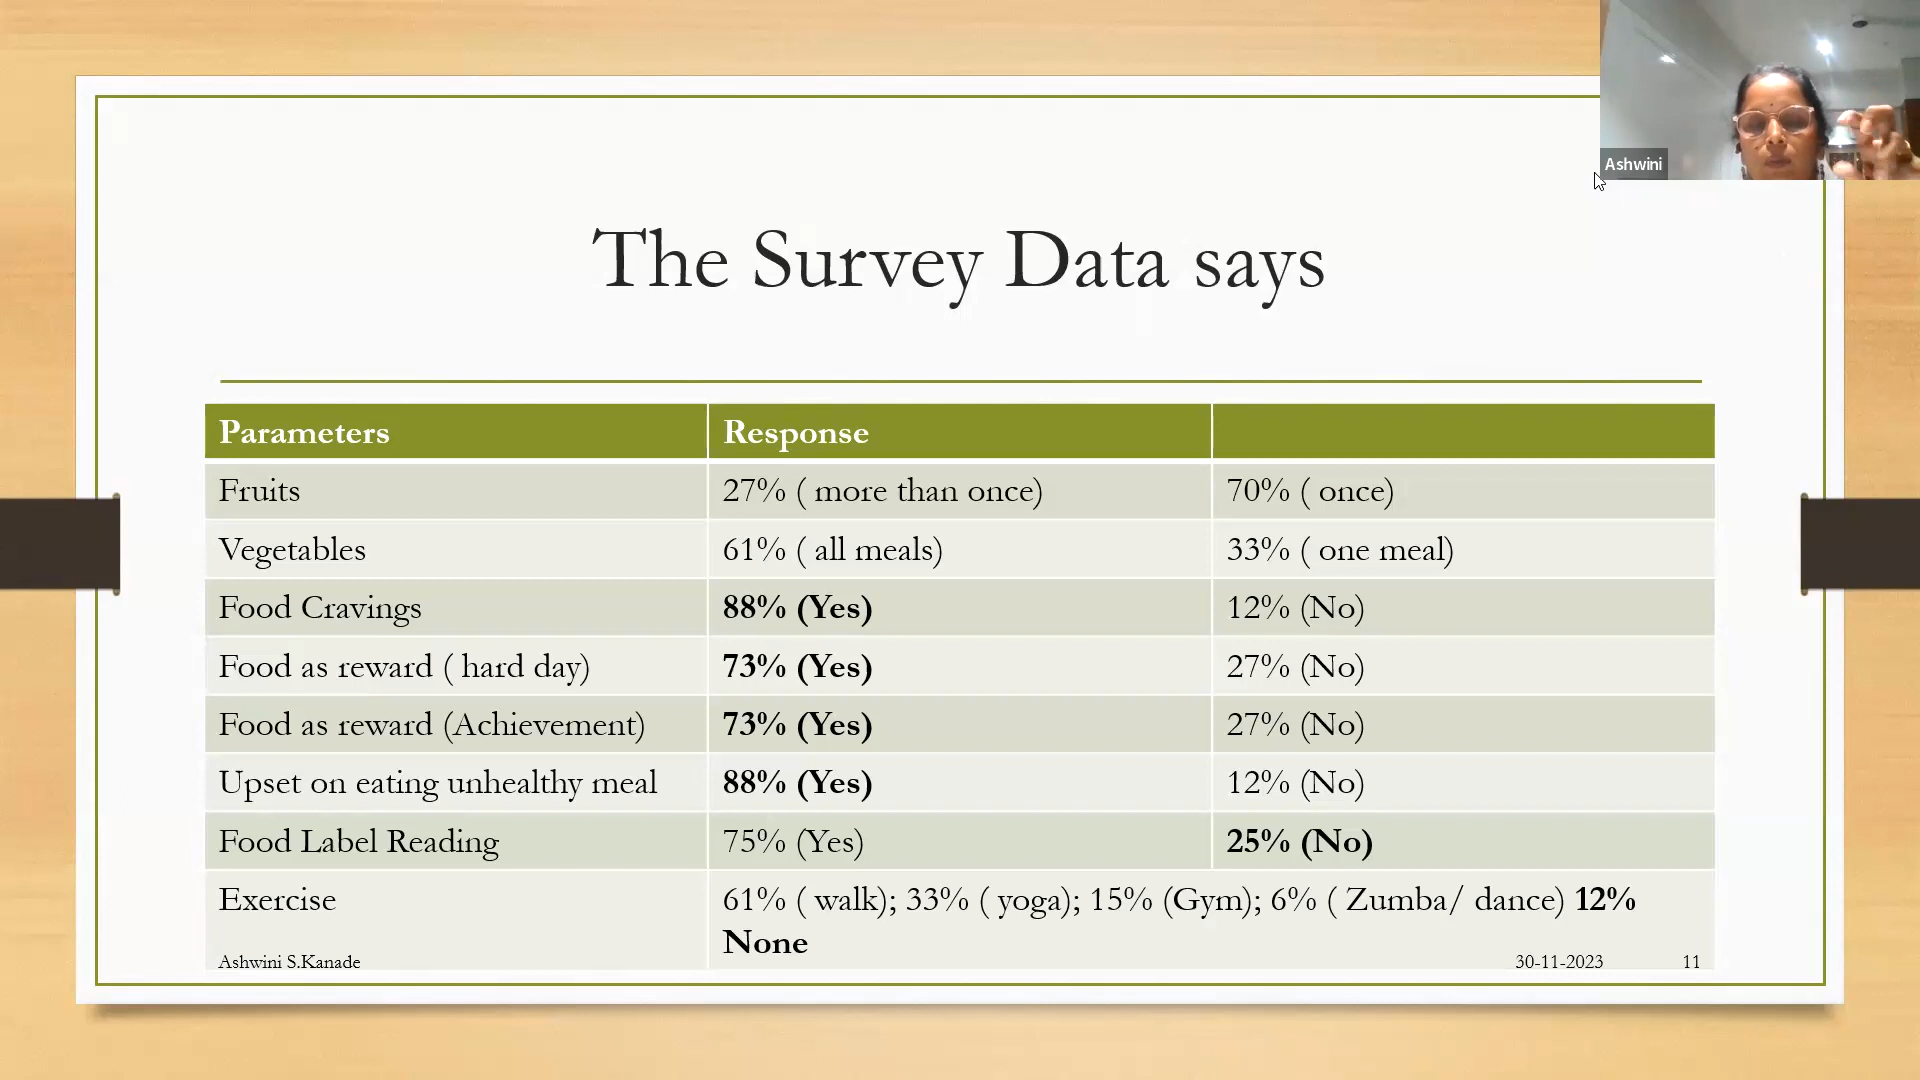 Ashwini
The Survey Data says
Parameters Response
Fruits 27% ( more than once) 70% ( once)
Vegetables 61% ( all meals) 33% ( one meal)
Food Cravings 88% (Yes) 12% (No)
Food as reward ( hard day) 73% (Yes) 27% (No)
Food as reward (Achievement) 73% (Yes) 27% (No)
Upset on eating unhealthy meal 88% (Yes) 12% (No)
Food Label Reading 75% (Yes) 25% (No)
Exercise 61% ( walk); 33% ( yoga); 15% (Gym); 6% ( Zumba/ dance) 12%
None
Ashwini S.Kanade 30-11-2023 11